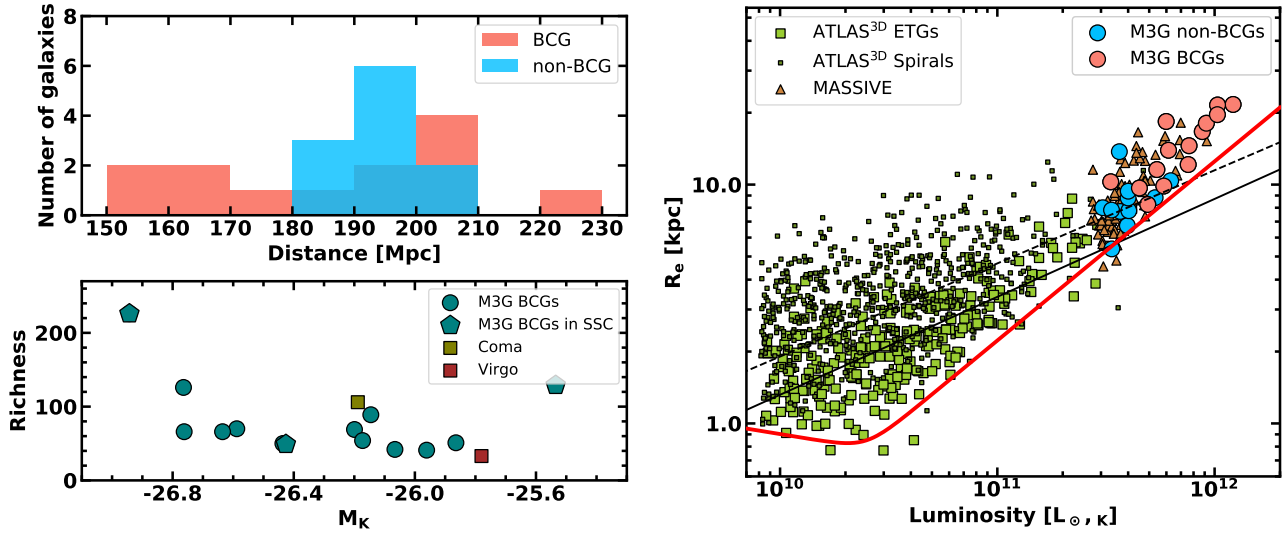 8
6
4
2
0
Number of galaxies
BCG
non-BCG
150 160 170 180 190 200 210 220 230
Distance [Mpc]
200
100
0
Richness
M3G BCGs
M3G BCGs in SSC
Coma
Virgo
-26.8 -26.4 -26.0 -25.6
M_K
ATLAS³ᴰ ETGs
ATLAS³ᴰ Spirals
MASSIVE
M3G non-BCGs
M3G BCGs
10.0
1.0
R_e [kpc]
10¹⁰ 10¹¹ 10¹²
Luminosity [L_⊙,K]